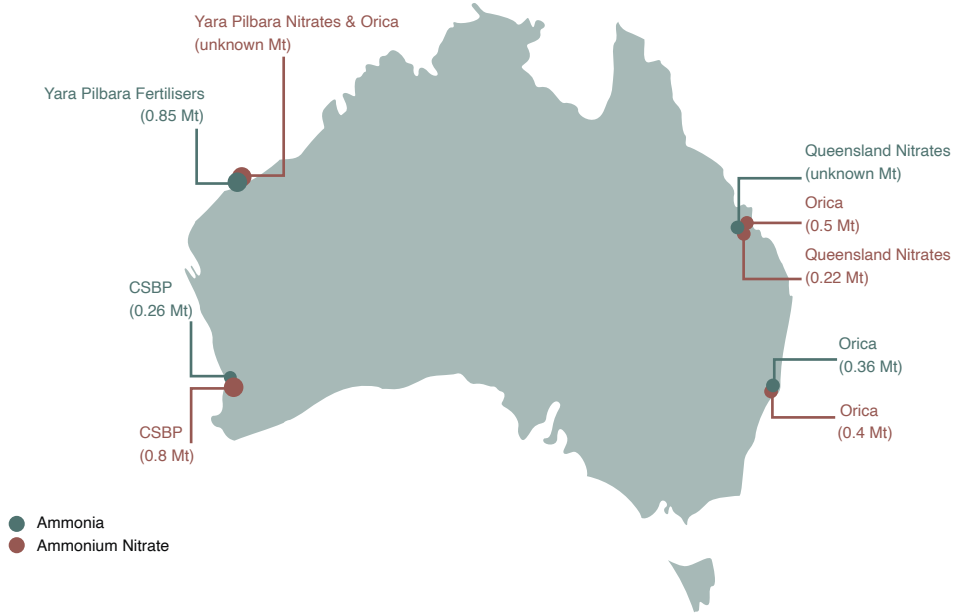 Yara Pilbara Nitrates & Orica
(unknown Mt)
Yara Pilbara Fertilisers
(0.85 Mt)
Queensland Nitrates
(unknown Mt)
Orica
(0.5 Mt)
Queensland Nitrates
(0.22 Mt)
CSBP
(0.26 Mt)
Orica
(0.36 Mt)
Orica
(0.4 Mt)
CSBP
(0.8 Mt)
Ammonia
Ammonium Nitrate